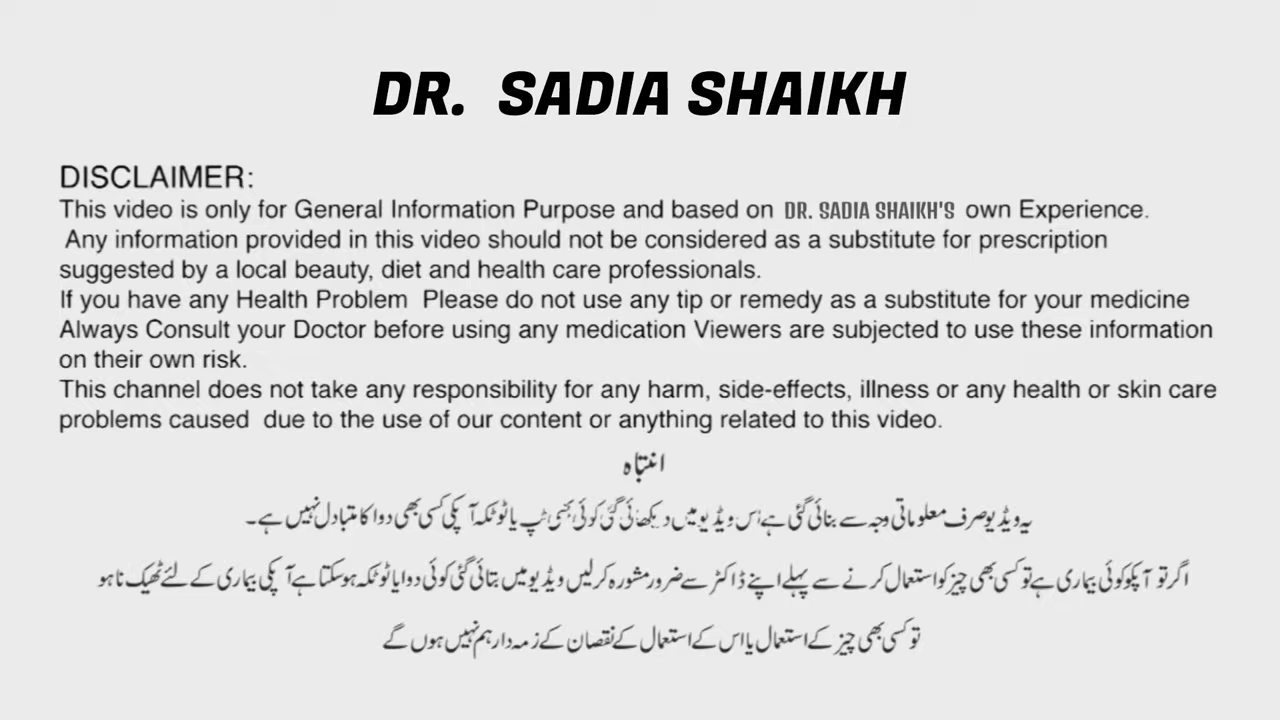 DR. SADIA SHAIKH
DISCLAIMER:
This video is only for General Information Purpose and based on DR. SADIA SHAIKH'S own Experience.
Any information provided in this video should not be considered as a substitute for prescription
suggested by a local beauty, diet and health care professionals.
If you have any Health Problem Please do not use any tip or remedy as a substitute for your medicine
Always Consult your Doctor before using any medication Viewers are subjected to use these information
on their own risk.
This channel does not take any responsibility for any harm, side-effects, illness or any health or skin care
problems caused due to the use of our content or anything related to this video.
انتباہ
یہ ویڈیو صرف معلوماتی وجہ سے بنائی گئی ہے اس ویڈیو میں دیکھائی گئی کوئی بھی ٹپ یا ٹوٹکہ آپکی کسی بھی دوا کا متبادل نہیں ہے۔
اگر تو آپکو کوئی بیماری ہے تو کسی بھی چیز کو استعمال کرنے سے پہلے اپنے ڈاکٹر سے ضرور مشورہ کرلیں ویڈیو میں بتائی گئی کوئی دوا یا ٹوٹکہ ہوسکتا ہے آپکی بیماری کے لئے ٹھیک نا ہو
تو کسی بھی چیز کے استعمال یا اس کے استعمال کے نقصان کے زمہ دار ہم نہیں ہوں گے